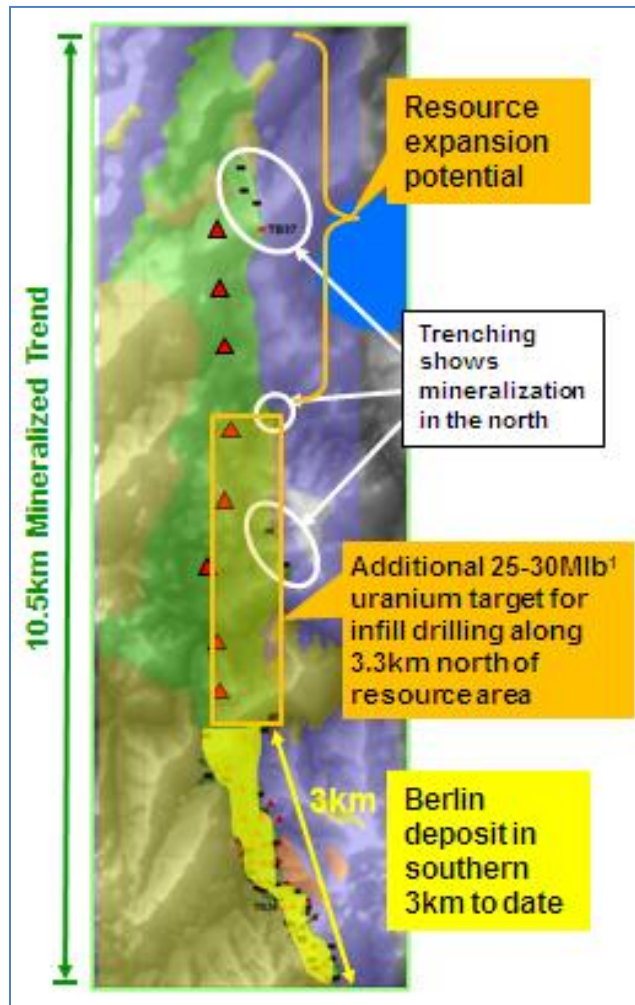 Resource
expansion
potential
TB07
Trenching
shows
mineralization
in the north
10.5km Mineralized Trend
Additional 25-30Mlb¹
uranium target for
infill drilling along
3.3km north of
resource area
3km
Berlin
deposit in
southern
3km to date